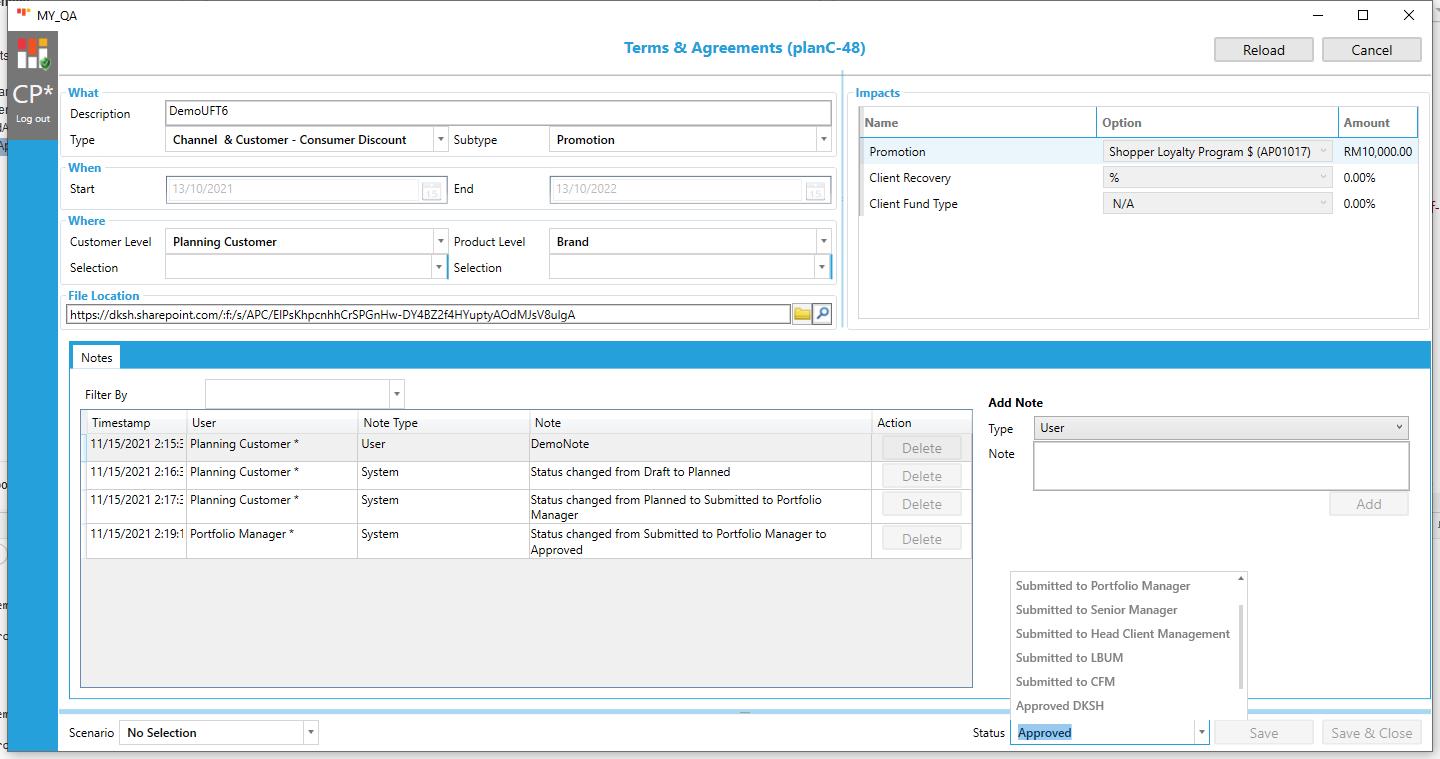 MY_QA
CP*
Log out
Terms & Agreements (planC-48)
Reload
Cancel
What
Description DemoUFT6
Type Channel & Customer - Consumer Discount Subtype Promotion
When
Start 13/10/2021 15 End 13/10/2022 15
Where
Customer Level Planning Customer Product Level Brand
Selection Selection
File Location
https://dksh.sharepoint.com/:f:/s/APC/EIPsKhpcnhhCrSPGnHw-DY4BZ2f4HYuptyAOdMJsV8uIgA
Impacts
Name Option Amount
Promotion Shopper Loyalty Program $ (AP01017) RM10,000.00
Client Recovery % 0.00%
Client Fund Type N/A 0.00%
Notes
Filter By
Timestamp User Note Type Note Action
11/15/2021 2:15:3 Planning Customer * User DemoNote Delete
11/15/2021 2:16:3 Planning Customer * System Status changed from Draft to Planned Delete
11/15/2021 2:17:3 Planning Customer * System Status changed from Planned to Submitted to Portfolio Delete
Manager
11/15/2021 2:19:1 Portfolio Manager * System Status changed from Submitted to Portfolio Manager to Delete
Approved
Add Note
Type User
Note
Add
Submitted to Portfolio Manager
Submitted to Senior Manager
Submitted to Head Client Management
Submitted to LBUM
Submitted to CFM
Approved DKSH
Scenario No Selection
Status Approved
Save
Save & Close